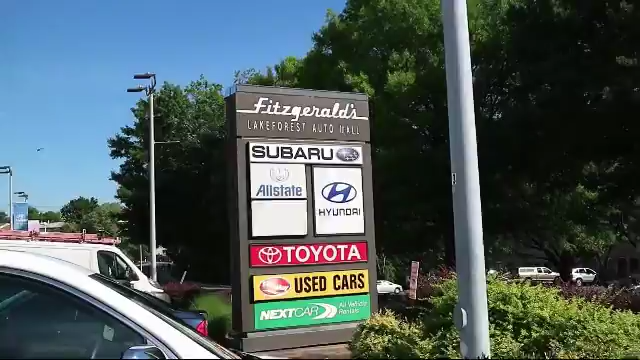 Fitzgerald's
LAKEFOREST AUTO MALL
SUBARU
Allstate
HYUNDAI
TOYOTA
USED CARS
NEXTCAR All Vehicle
Rentals